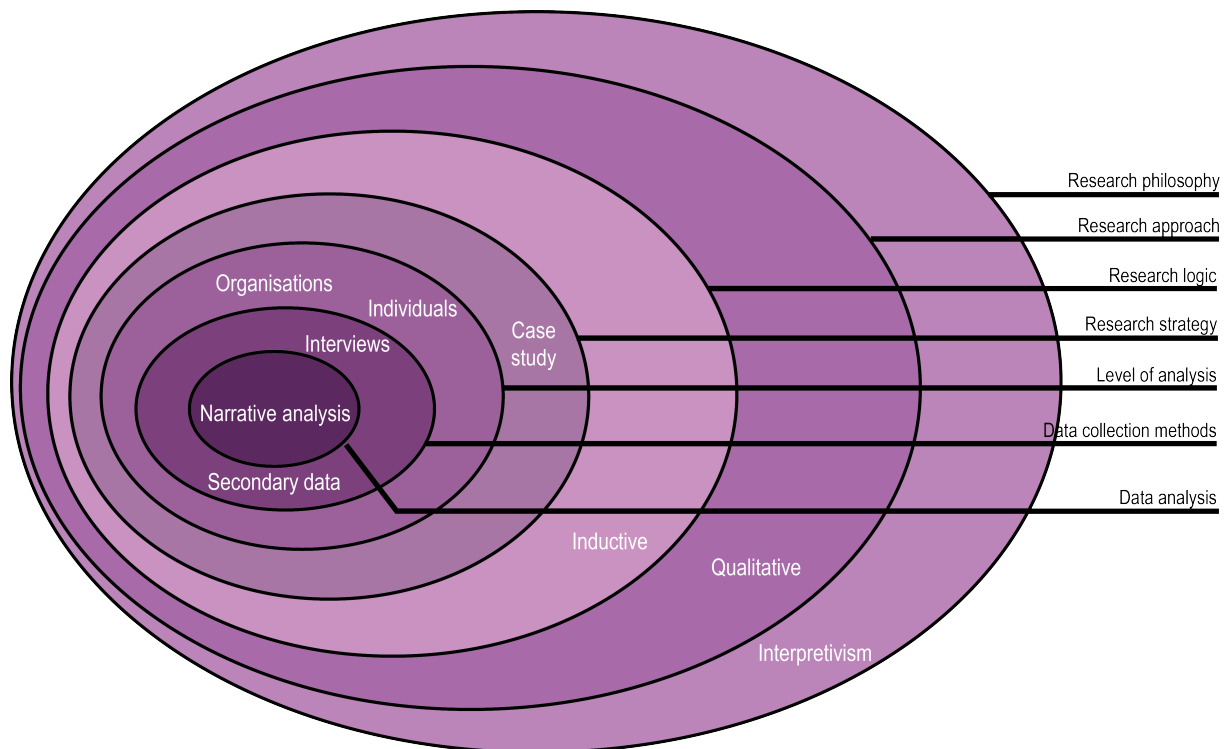 Research philosophy
Research approach
Research logic
Organisations
Individuals
Research strategy
Case
study
Interviews
Level of analysis
Narrative analysis
Data collection methods
Secondary data
Data analysis
Inductive
Qualitative
Interpretivism